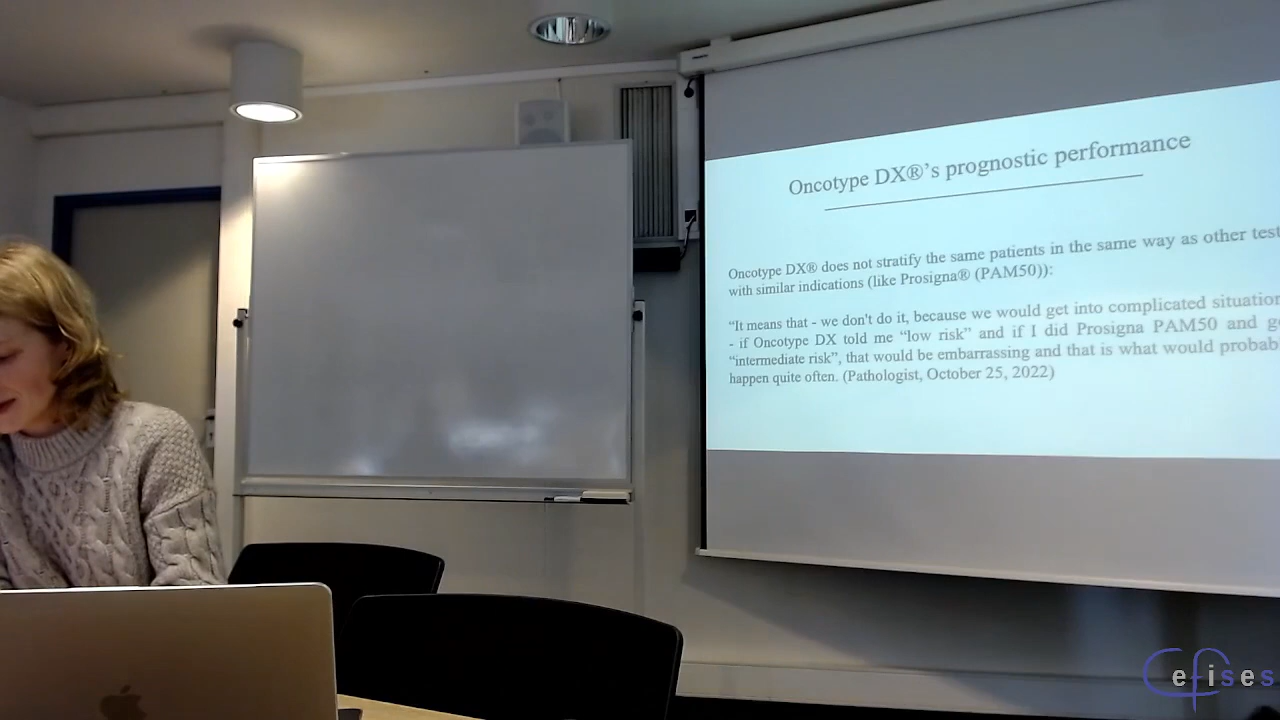 Oncotype DX®'s prognostic performance
Oncotype DX® does not stratify the same patients in the same way as other test
with similar indications (like Prosigna® (PAM50)):
“It means that - we don't do it, because we would get into complicated situation
- if Oncotype DX told me “low risk” and if I did Prosigna PAM50 and g
“intermediate risk”, that would be embarrassing and that is what would probab
happen quite often. (Pathologist, October 25, 2022)
Cefises